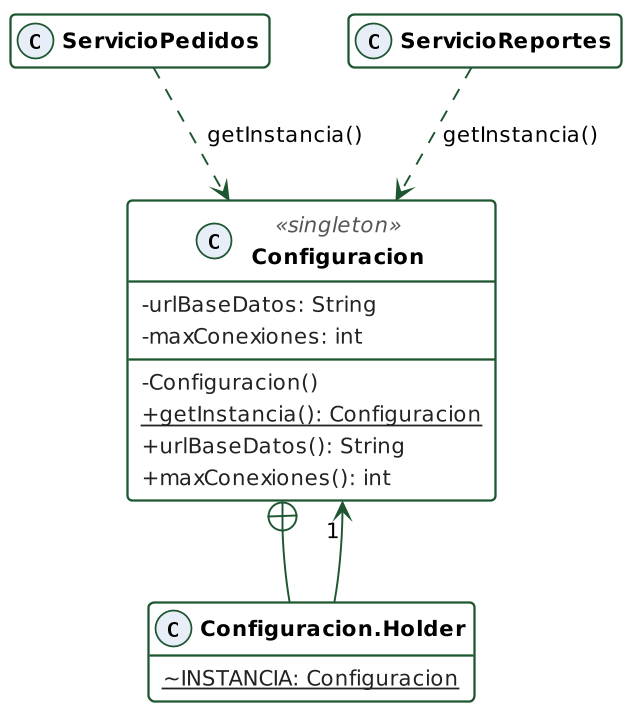 C ServicioPedidos
C ServicioReportes
getInstancia()
getInstancia()
«singleton»
C Configuracion
-urlBaseDatos: String
-maxConexiones: int
-Configuracion()
+getInstancia(): Configuracion
+urlBaseDatos(): String
+maxConexiones(): int
1
C Configuracion.Holder
~INSTANCIA: Configuracion